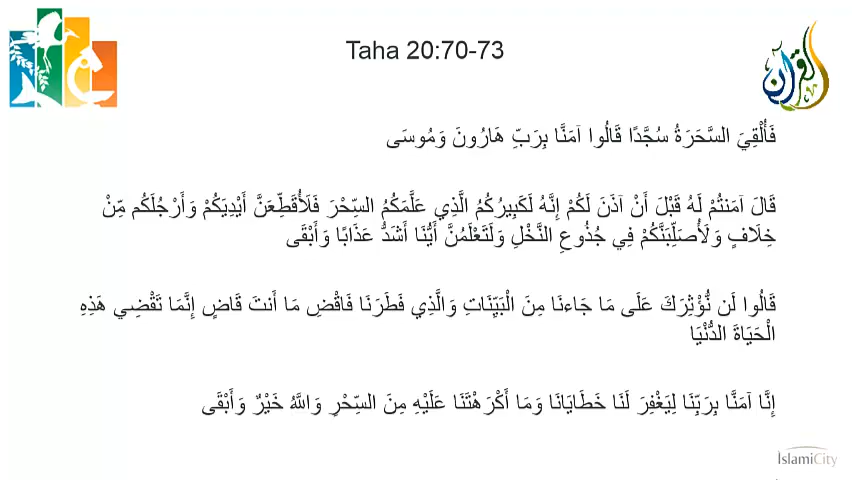 Taha 20:70-73
القرآن
فَأُلْقِيَ السَّحَرَةُ سُجَّدًا قَالُوا آمَنَّا بِرَبِّ هَارُونَ وَمُوسَى
قَالَ آمَنتُمْ لَهُ قَبْلَ أَنْ آذَنَ لَكُمْ إِنَّهُ لَكَبِيرُكُمُ الَّذِي عَلَّمَكُمُ السِّحْرَ فَلَأُقَطِّعَنَّ أَيْدِيَكُمْ وَأَرْجُلَكُم مِّنْ
خِلَافٍ وَلَأُصَلِّبَنَّكُمْ فِي جُذُوعِ النَّخْلِ وَلَتَعْلَمُنَّ أَيُّنَا أَشَدُّ عَذَابًا وَأَبْقَى
قَالُوا لَن نُّؤْثِرَكَ عَلَى مَا جَاءنَا مِنَ الْبَيِّنَاتِ وَالَّذِي فَطَرَنَا فَاقْضِ مَا أَنتَ قَاضٍ إِنَّمَا تَقْضِي هَذِهِ
الْحَيَاةَ الدُّنْيَا
إِنَّا آمَنَّا بِرَبِّنَا لِيَغْفِرَ لَنَا خَطَايَانَا وَمَا أَكْرَهْتَنَا عَلَيْهِ مِنَ السِّحْرِ وَاللَّهُ خَيْرٌ وَأَبْقَى
IslamiCity